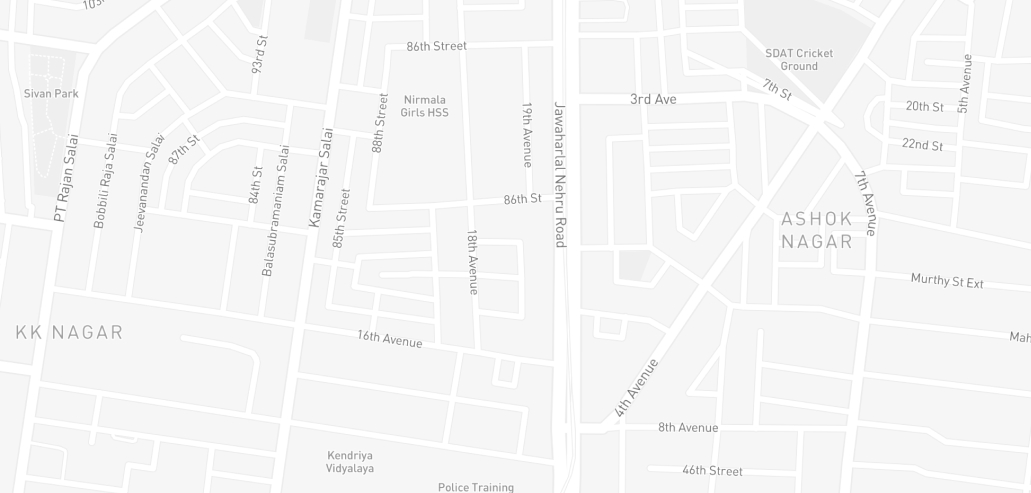 103r
93rd St
86th Street
SDAT Cricket
Ground
Sivan Park
7th St
5th Avenue
Nirmala
Girls HSS
3rd Ave
20th St
88th Street
19th Avenue
Jawaharlal Nehru Road
22nd St
PT Rajan Salai
Bobbili Raja Salai
Jeevanandan Salai
87th St
Kamarajar Salai
84th St
Balasubramaniam Salai
85th Street
86th St
7th Avenue
ASHOK
NAGAR
18th Avenue
Murthy St Ext
KK NAGAR
16th Avenue
Mah
4th Avenue
8th Avenue
Kendriya
Vidyalaya
46th Street
Police Training